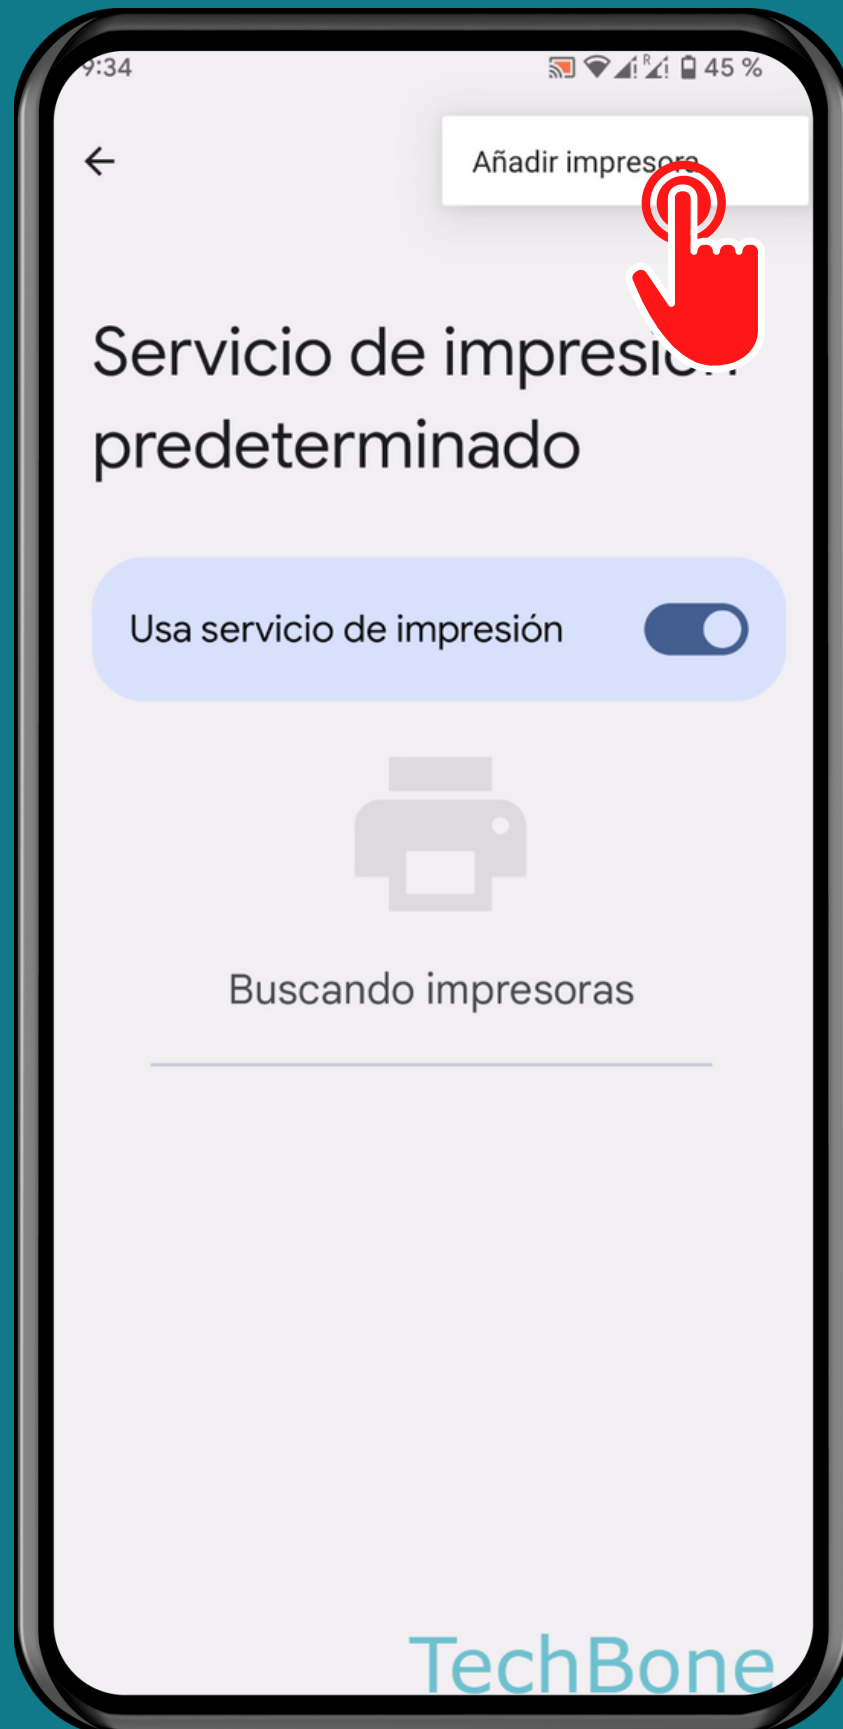 9:34
R
45 %
Añadir impresora
Servicio de impresión
predeterminado
Usa servicio de impresión
Buscando impresoras
TechBone